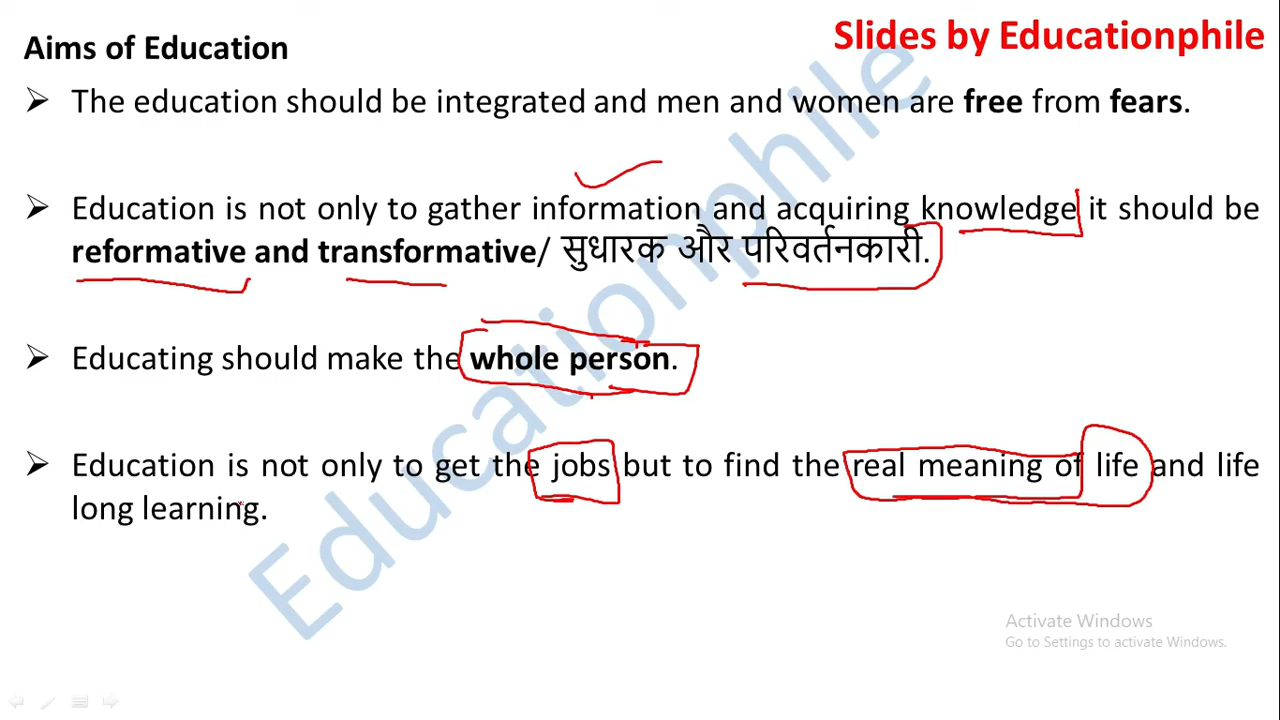 Slides by Educationphile
Aims of Education
➢ The education should be integrated and men and women are free from fears.
➢ Education is not only to gather information and acquiring knowledge it should be
reformative and transformative/ सुधारक और परिवर्तनकारी.
➢ Educating should make the whole person.
➢ Education is not only to get the jobs but to find the real meaning of life and life
long learning.
Educationphile
Activate Windows
Go to Settings to activate Windows.